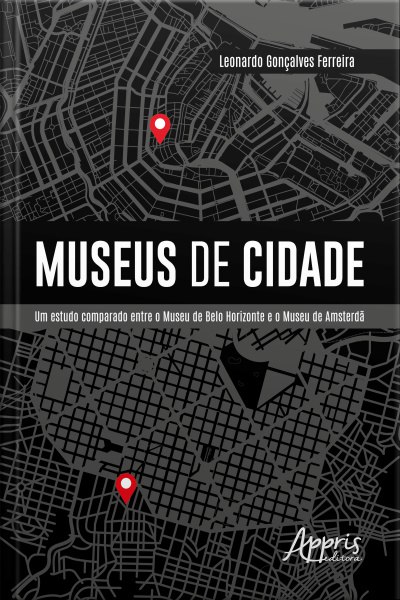 Leonardo Gonçalves Ferreira
MUSEUS DE CIDADE
Um estudo comparado entre o Museu de Belo Horizonte e o Museu de Amsterdã
Appris
editora